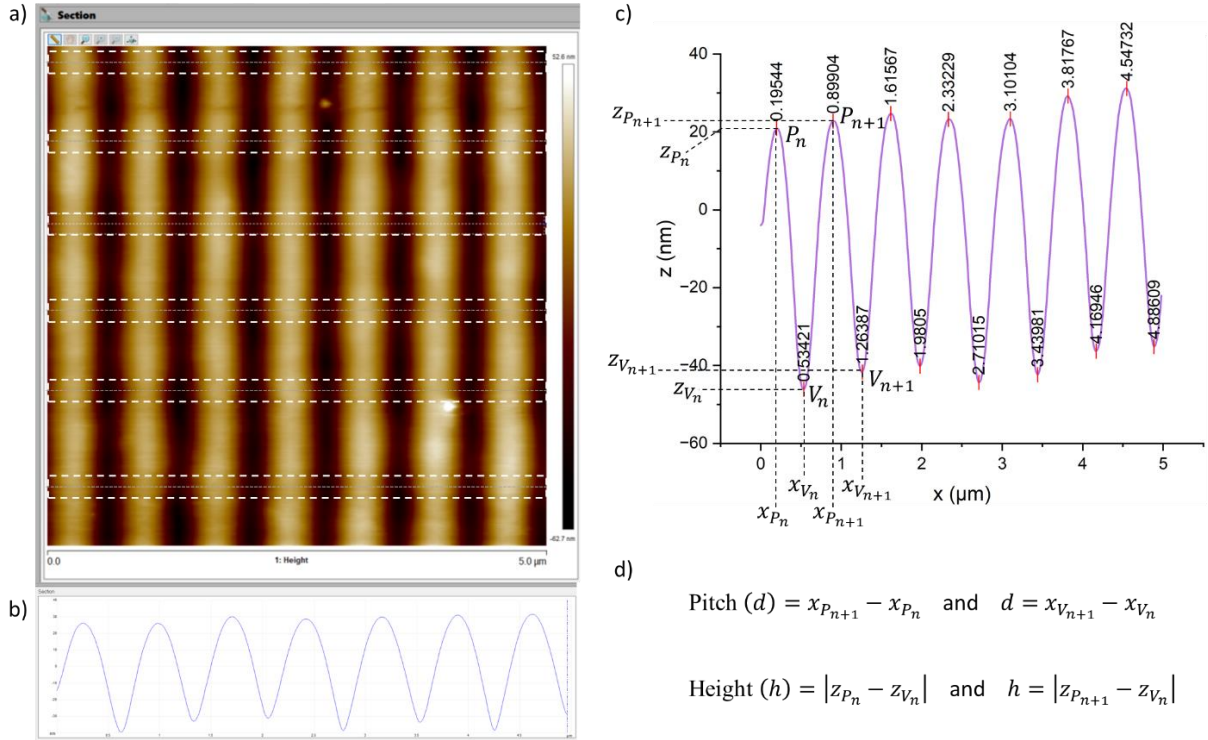 a)
Section
52.6 nm
-62.7 nm
0.0
1: Height
5.0 µm
b)
Section
c)
40
20
0
−20
−40
−60
z (nm)
0
1
2
3
4
5
x (µm)
0.19544
0.89904
1.61567
2.33229
3.10104
3.81767
4.54732
0.53421
1.26387
1.9805
2.71015
3.43981
4.16946
4.88609
z_{P_{n+1}}
z_{P_n}
P_n
P_{n+1}
z_{V_{n+1}}
z_{V_n}
V_n
V_{n+1}
x_{V_n}
x_{V_{n+1}}
x_{P_n}
x_{P_{n+1}}
d)
Pitch (d) = x_{P_{n+1}} − x_{P_n} and d = x_{V_{n+1}} − x_{V_n}
Height (h) = |z_{P_n} − z_{V_n}| and h = |z_{P_{n+1}} − z_{V_n}|